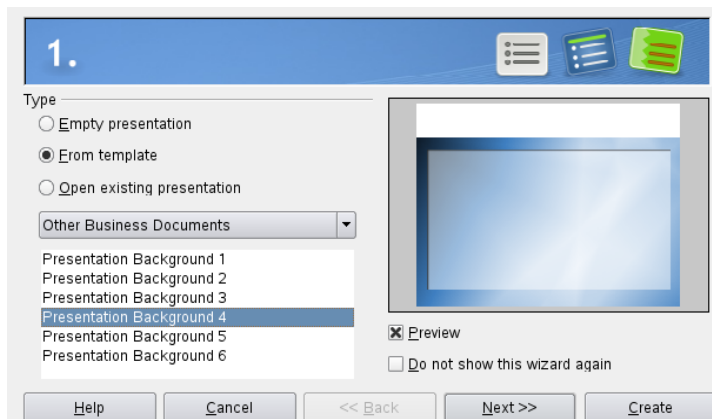 1.
Type
Empty presentation
From template
Open existing presentation
Other Business Documents
Presentation Background 1
Presentation Background 2
Presentation Background 3
Presentation Background 4
Presentation Background 5
Presentation Background 6
Preview
Do not show this wizard again
Help Cancel << Back Next >> Create